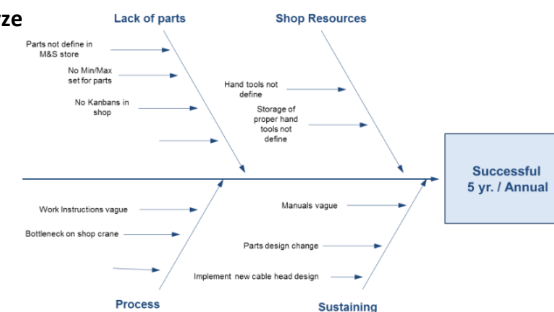 rze
Lack of parts
Shop Resources
Parts not define in
M&S store
No Min/Max
set for parts
No Kanbans in
shop
Hand tools not
define
Storage of
proper hand
tools not
define
Successful
5 yr. / Annual
Work Instructions vague
Bottleneck on shop crane
Manuals vague
Parts design change
Implement new cable head design
Process
Sustaining